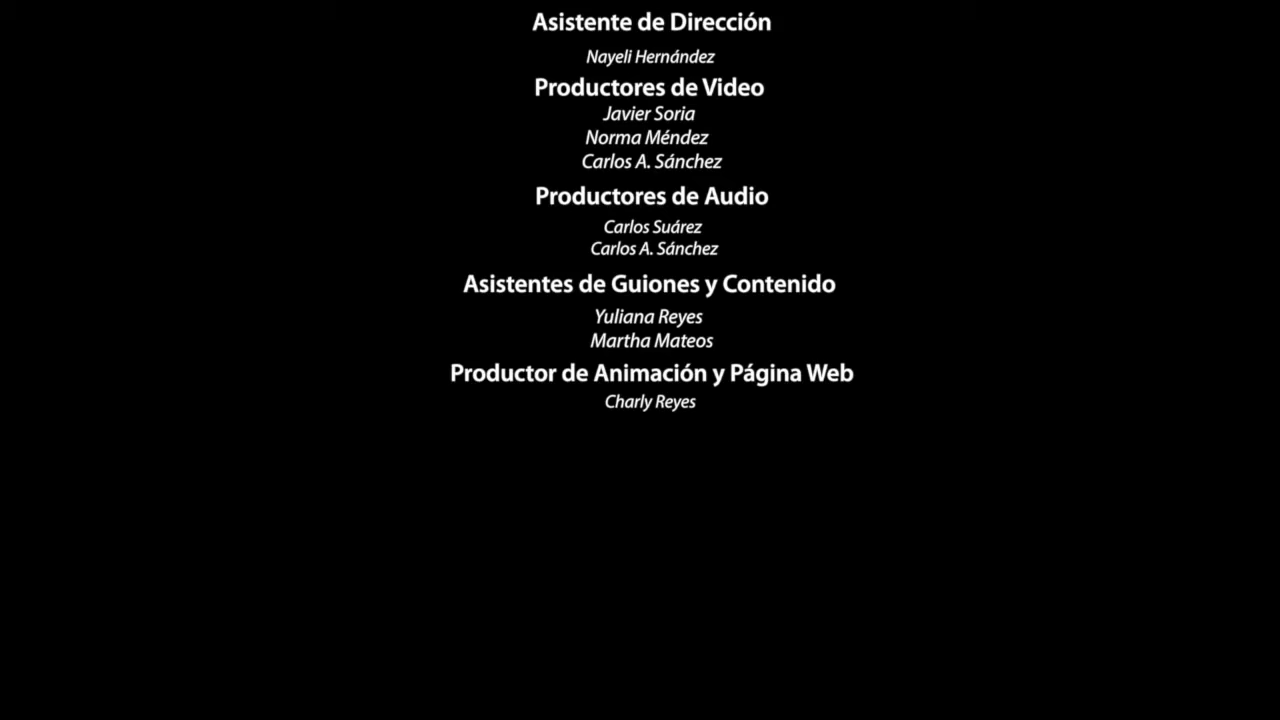 Asistente de Dirección
Nayeli Hernández
Productores de Video
Javier Soria
Norma Méndez
Carlos A. Sánchez
Productores de Audio
Carlos Suárez
Carlos A. Sánchez
Asistentes de Guiones y Contenido
Yuliana Reyes
Martha Mateos
Productor de Animación y Página Web
Charly Reyes